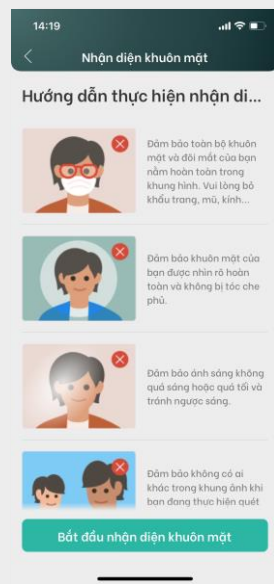 14:19
Nhận diện khuôn mặt
Hướng dẫn thực hiện nhận di...
Đảm bảo toàn bộ khuôn
mặt và đôi mắt của bạn
nằm hoàn toàn trong
khung hình. Vui lòng bỏ
khẩu trang, mũ, kính...
Đảm bảo khuôn mặt của
bạn được nhìn rõ hoàn
toàn và không bị tóc che
phủ.
Đảm bảo ánh sáng không
quá sáng hoặc quá tối và
tránh ngược sáng.
Đảm bảo không có ai
khác trong khung ảnh khi
bạn đang thực hiện quét
Bắt đầu nhận diện khuôn mặt